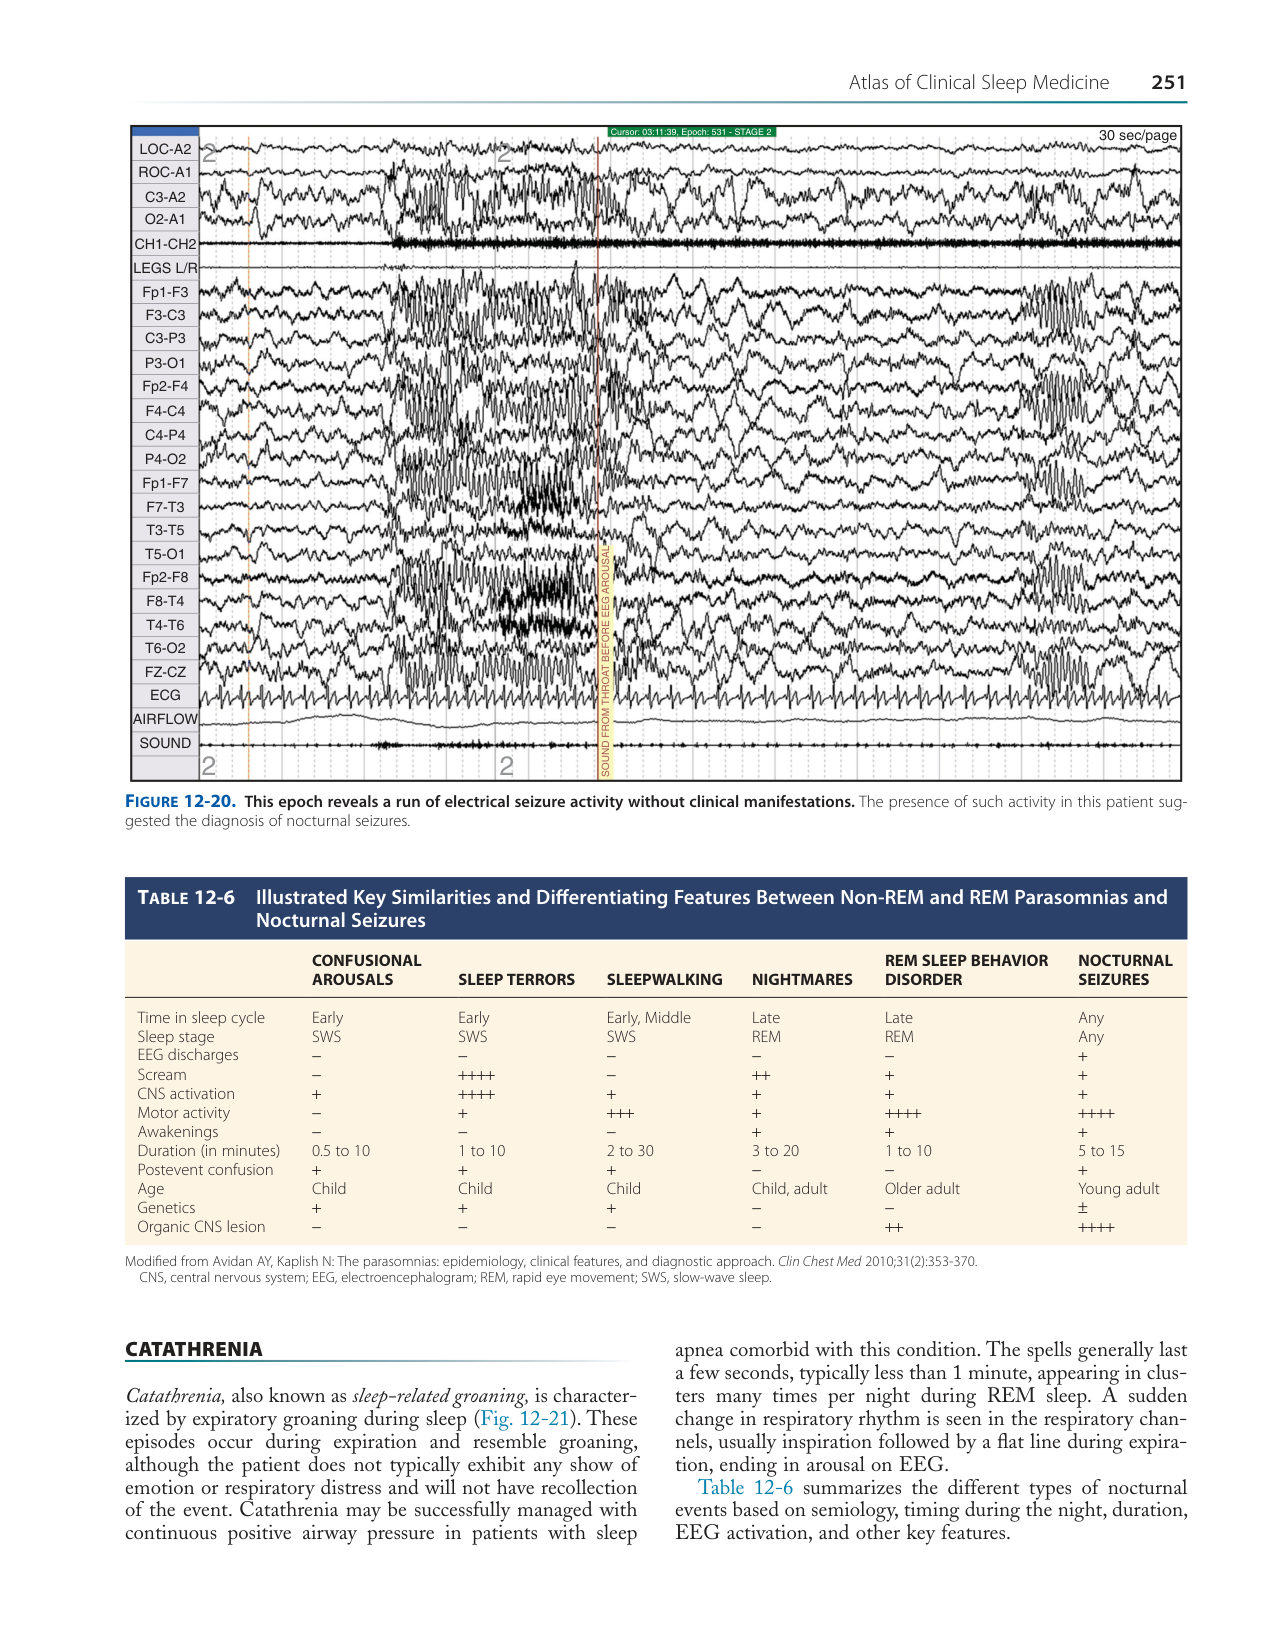 Atlas of Clinical Sleep Medicine 251
Cursor: 03:11:39, Epoch: 531 - STAGE 2
30 sec/page
LOC-A2
2
2
ROC-A1
C3-A2
O2-A1
CH1-CH2
LEGS L/R
Fp1-F3
F3-C3
C3-P3
P3-O1
Fp2-F4
F4-C4
C4-P4
P4-O2
Fp1-F7
F7-T3
T3-T5
T5-O1
Fp2-F8
F8-T4
T4-T6
T6-O2
FZ-CZ
ECG
AIRFLOW
SOUND
SOUND FROM THROAT BEFORE EEG AROUSAL
2
2
FIGURE 12-20. This epoch reveals a run of electrical seizure activity without clinical manifestations. The presence of such activity in this patient sug-
gested the diagnosis of nocturnal seizures.
TABLE 12-6 Illustrated Key Similarities and Differentiating Features Between Non-REM and REM Parasomnias and
Nocturnal Seizures
CONFUSIONAL AROUSALS SLEEP TERRORS SLEEPWALKING NIGHTMARES REM SLEEP BEHAVIOR DISORDER NOCTURNAL SEIZURES
Time in sleep cycle Early Early Early, Middle Late Late Any
Sleep stage SWS SWS SWS REM REM Any
EEG discharges – – – – – +
Scream – ++++ – ++ + +
CNS activation + ++++ + + + +
Motor activity – + +++ + ++++ ++++
Awakenings – – – + + +
Duration (in minutes) 0.5 to 10 1 to 10 2 to 30 3 to 20 1 to 10 5 to 15
Postevent confusion + + + – – +
Age Child Child Child Child, adult Older adult Young adult
Genetics + + + – – ±
Organic CNS lesion – – – – ++ ++++
Modified from Avidan AY, Kaplish N: The parasomnias: epidemiology, clinical features, and diagnostic approach. Clin Chest Med 2010;31(2):353-370.
CNS, central nervous system; EEG, electroencephalogram; REM, rapid eye movement; SWS, slow-wave sleep.
CATATHRENIA
Catathrenia, also known as sleep-related groaning, is character-
ized by expiratory groaning during sleep (Fig. 12-21). These
episodes occur during expiration and resemble groaning,
although the patient does not typically exhibit any show of
emotion or respiratory distress and will not have recollection
of the event. Catathrenia may be successfully managed with
continuous positive airway pressure in patients with sleep
apnea comorbid with this condition. The spells generally last
a few seconds, typically less than 1 minute, appearing in clus-
ters many times per night during REM sleep. A sudden
change in respiratory rhythm is seen in the respiratory chan-
nels, usually inspiration followed by a flat line during expira-
tion, ending in arousal on EEG.
Table 12-6 summarizes the different types of nocturnal
events based on semiology, timing during the night, duration,
EEG activation, and other key features.